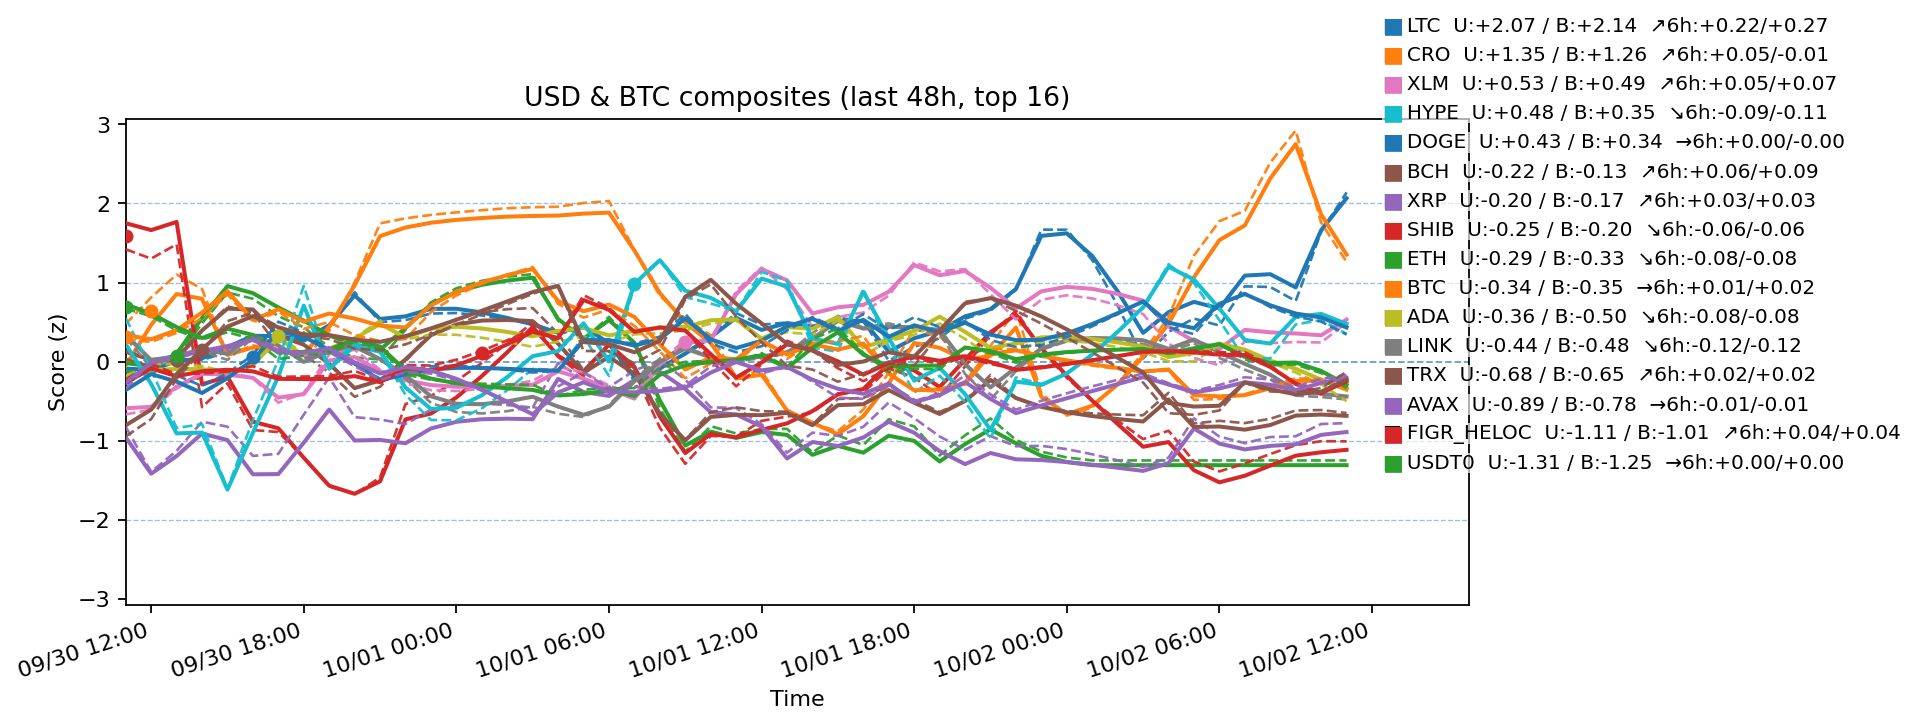 USD & BTC composites (last 48h, top 16)
LTC U:+2.07 / B:+2.14 ↗6h:+0.22/+0.27
CRO U:+1.35 / B:+1.26 ↗6h:+0.05/-0.01
XLM U:+0.53 / B:+0.49 ↗6h:+0.05/+0.07
HYPE U:+0.48 / B:+0.35 ↘6h:-0.09/-0.11
DOGE U:+0.43 / B:+0.34 →6h:+0.00/-0.00
BCH U:-0.22 / B:-0.13 ↗6h:+0.06/+0.09
XRP U:-0.20 / B:-0.17 ↗6h:+0.03/+0.03
SHIB U:-0.25 / B:-0.20 ↘6h:-0.06/-0.06
ETH U:-0.29 / B:-0.33 ↘6h:-0.08/-0.08
BTC U:-0.34 / B:-0.35 →6h:+0.01/+0.02
ADA U:-0.36 / B:-0.50 ↘6h:-0.08/-0.08
LINK U:-0.44 / B:-0.48 ↘6h:-0.12/-0.12
TRX U:-0.68 / B:-0.65 ↗6h:+0.02/+0.02
AVAX U:-0.89 / B:-0.78 →6h:-0.01/-0.01
FIGR_HELOC U:-1.11 / B:-1.01 ↗6h:+0.04/+0.04
USDT0 U:-1.31 / B:-1.25 →6h:+0.00/+0.00
Score (z)
3
2
1
0
−1
−2
−3
09/30 12:00
09/30 18:00
10/01 00:00
10/01 06:00
10/01 12:00
10/01 18:00
10/02 00:00
10/02 06:00
10/02 12:00
Time